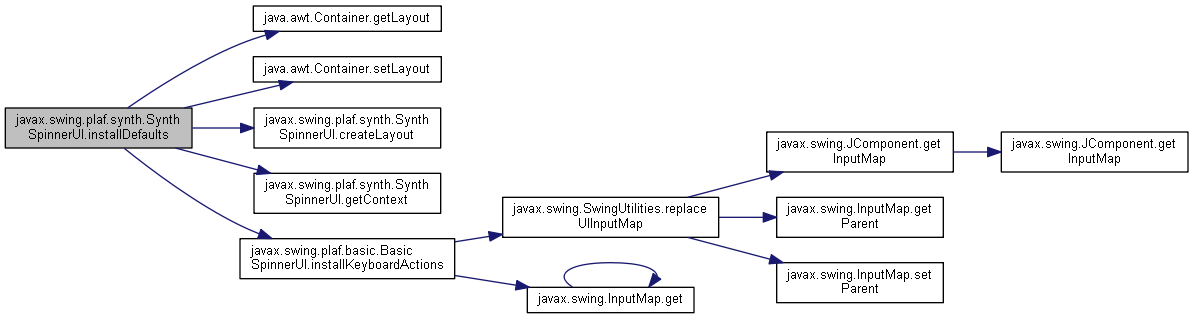 java.awt.Container.getLayout
java.awt.Container.setLayout
javax.swing.plaf.synth.Synth
SpinnerUI.installDefaults
javax.swing.plaf.synth.Synth
SpinnerUI.createLayout
javax.swing.plaf.synth.Synth
SpinnerUI.getContext
javax.swing.plaf.basic.Basic
SpinnerUI.installKeyboardActions
javax.swing.SwingUtilities.replace
UIInputMap
javax.swing.InputMap.get
javax.swing.JComponent.get
InputMap
javax.swing.InputMap.get
Parent
javax.swing.InputMap.set
Parent
javax.swing.JComponent.get
InputMap